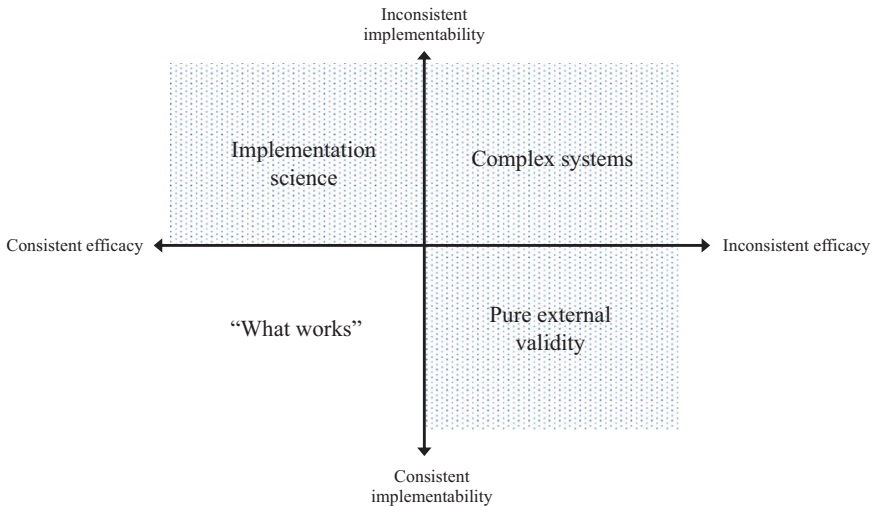 Inconsistent
implementability
Implementation
science
Complex systems
Consistent efficacy
Inconsistent efficacy
“What works”
Pure external
validity
Consistent
implementability